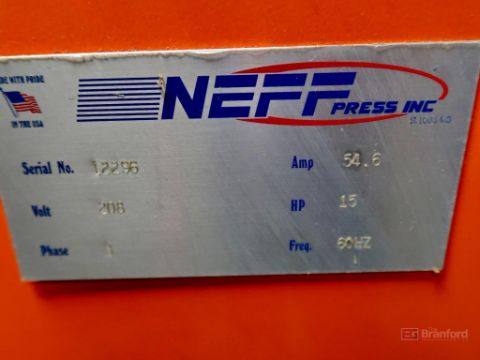 MADE WITH PRIDE
IN THE USA
NEFF PRESS INC
ST. LOUIS MO
Serial No. 12296
Amp 54.6
Volt 208
HP 15
Phase
Freq. 60HZ
Branford